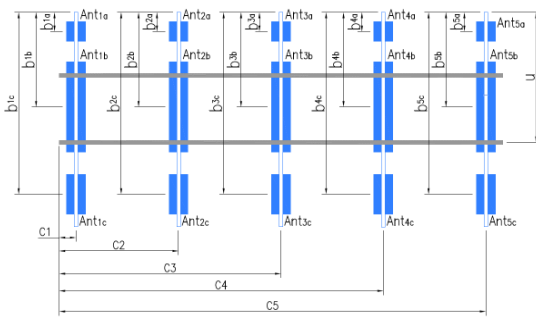 Ant1a Ant2a Ant3a Ant4a Ant5a
b1a b2a b3a b4a b5a
Ant1b Ant2b Ant3b Ant4b Ant5b
b1b b2b b3b b4b b5b
b1c b2c b3c b4c b5c
u
Ant1c Ant2c Ant3c Ant4c Ant5c
C1
C2
C3
C4
C5